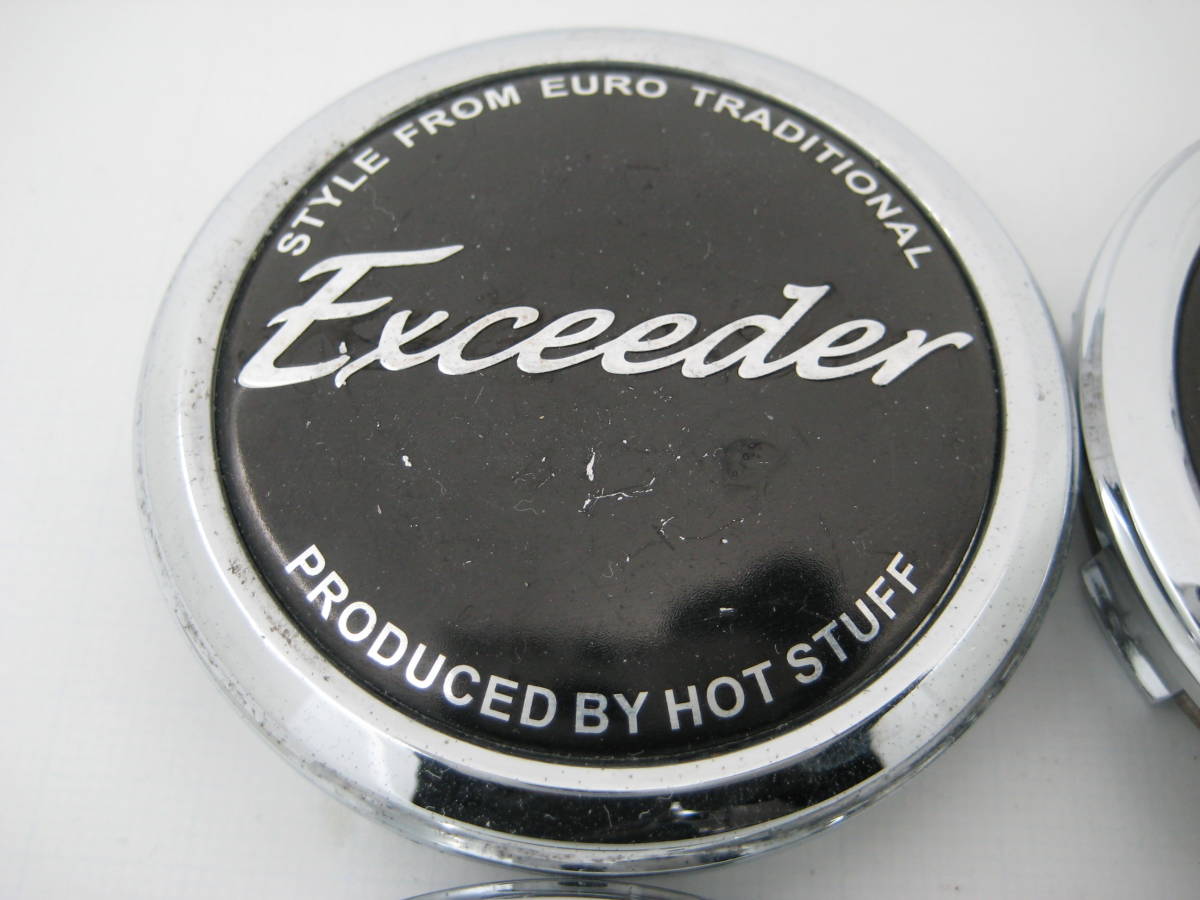 STYLE FROM EURO TRADITIONAL
Exceeder
PRODUCED BY HOT STUFF